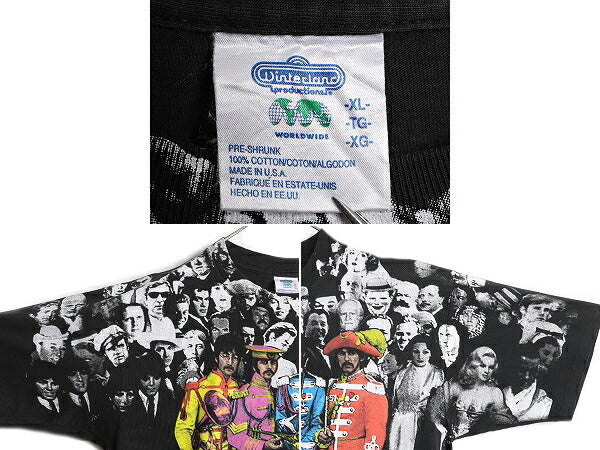 Winterland
productions
WORLDWIDE
-XL-
-TG-
-XG-
PRE-SHRUNK
100% COTTON/COTON/ALGODON
MADE IN U.S.A.
FABRIQUE EN ETATE-UNIS
HECHO EN EE.UU.